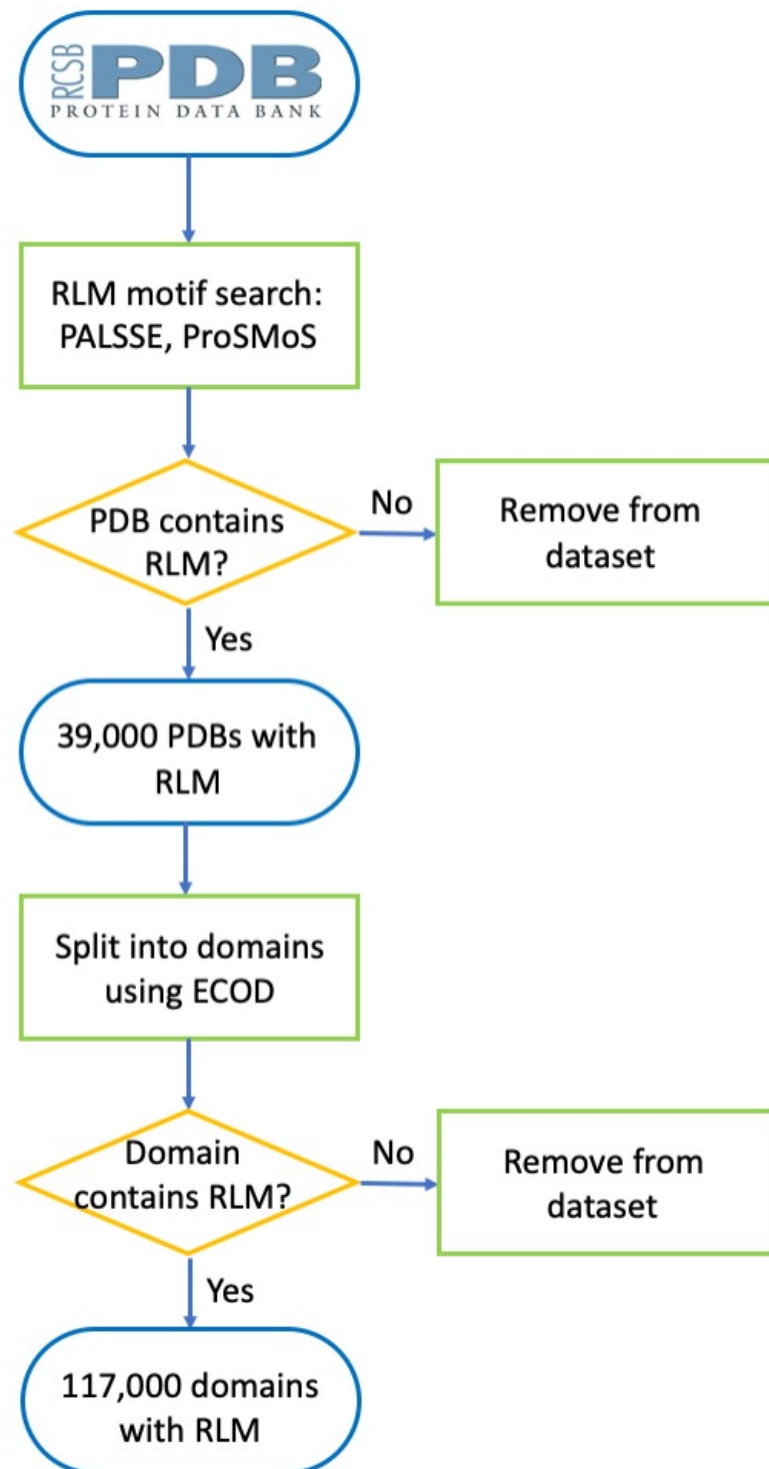 RCSB
PDB
PROTEIN DATA BANK
RLM motif search:
PALSSE, ProSMoS
PDB contains
RLM?
No
Remove from
dataset
Yes
39,000 PDBs with
RLM
Split into domains
using ECOD
Domain
contains RLM?
No
Remove from
dataset
Yes
117,000 domains
with RLM